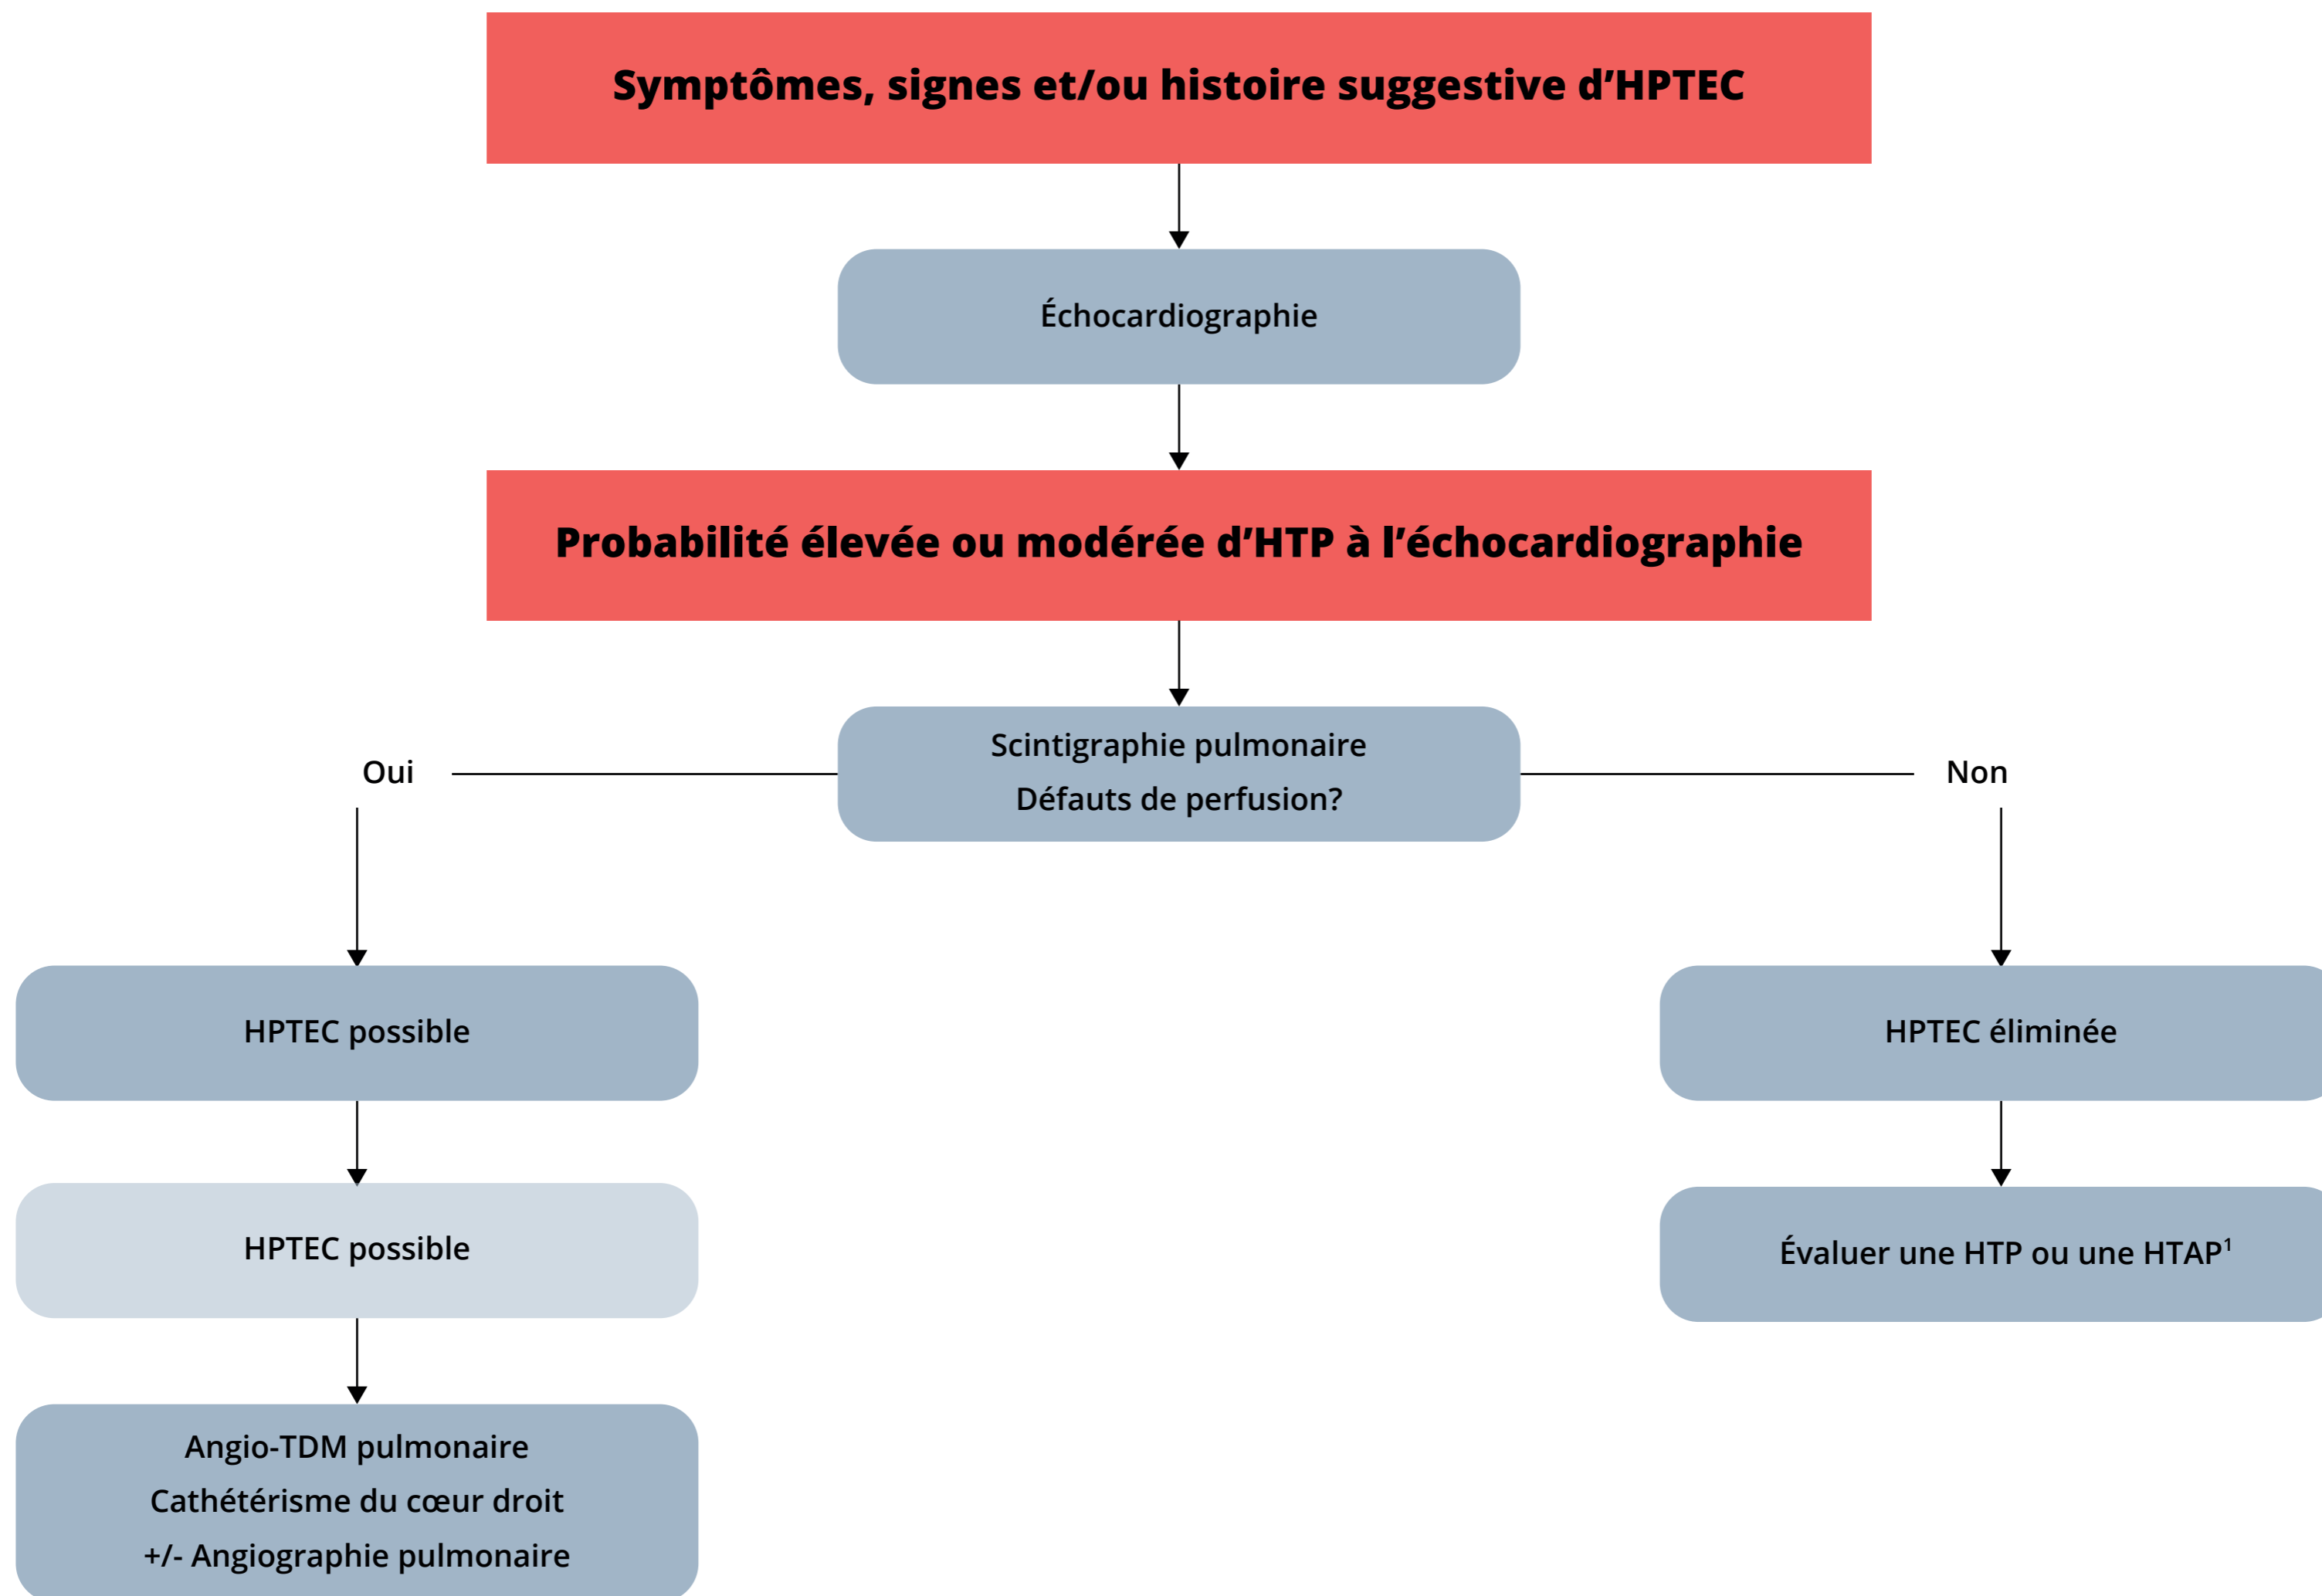 Symptômes, signes et/ou histoire suggestive d’HPTEC
Échocardiographie
Probabilité élevée ou modérée d’HTP à l’échocardiographie
Scintigraphie pulmonaire
Défauts de perfusion?
Oui
Non
HPTEC possible
HPTEC éliminée
HPTEC possible
Évaluer une HTP ou une HTAP¹
Angio-TDM pulmonaire
Cathétérisme du cœur droit
+/- Angiographie pulmonaire